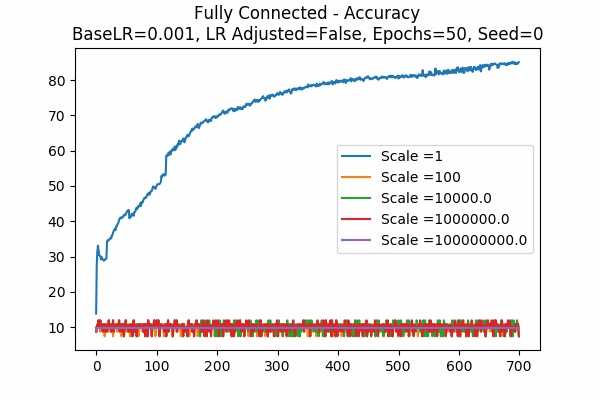 Fully Connected - Accuracy
BaseLR=0.001, LR Adjusted=False, Epochs=50, Seed=0
80
70
60
50
40
30
20
10
Scale =1
Scale =100
Scale =10000.0
Scale =1000000.0
Scale =100000000.0
0 100 200 300 400 500 600 700